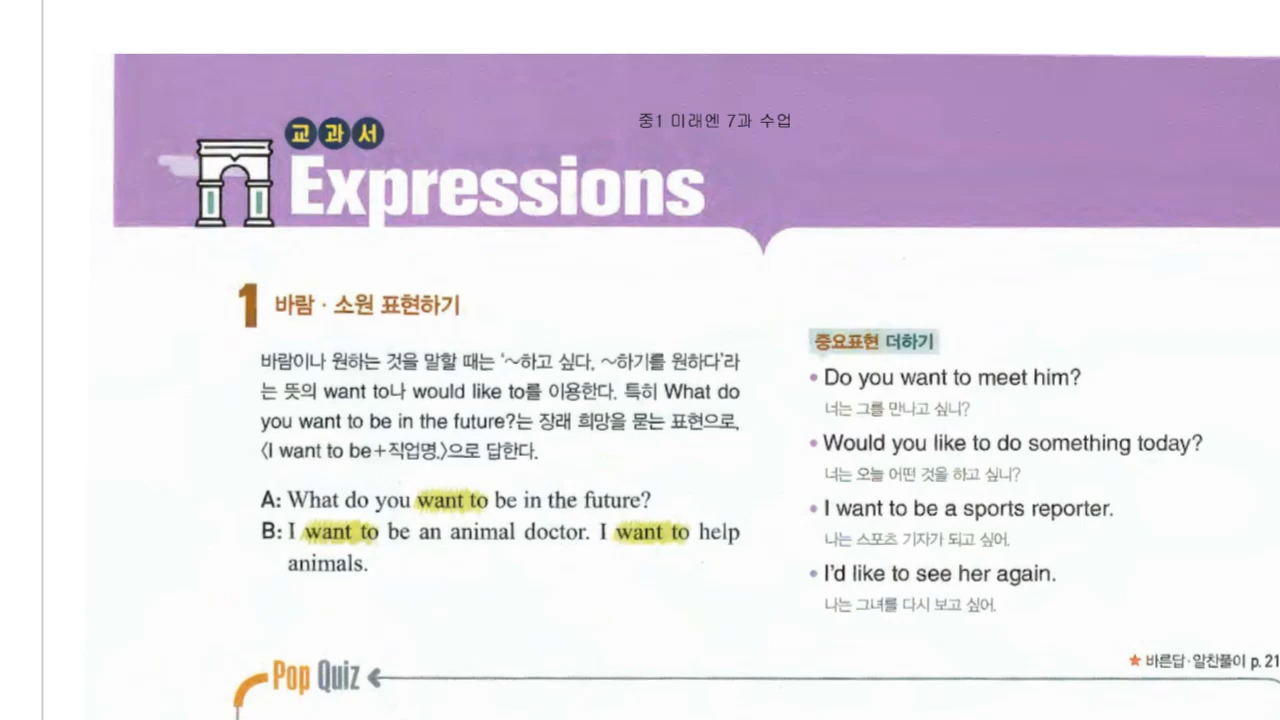 중1 미래엔 7과 수업
교과서
Expressions
1 바람·소원 표현하기
바람이나 원하는 것을 말할 때는 '~하고 싶다, ~하기를 원하다'라
는 뜻의 want to나 would like to를 이용한다. 특히 What do
you want to be in the future?는 장래 희망을 묻는 표현으로,
〈I want to be+직업명.〉으로 답한다.
A: What do you want to be in the future?
B: I want to be an animal doctor. I want to help
animals.
중요표현 더하기
• Do you want to meet him?
너는 그를 만나고 싶니?
• Would you like to do something today?
너는 오늘 어떤 것을 하고 싶니?
• I want to be a sports reporter.
나는 스포츠 기자가 되고 싶어.
• I'd like to see her again.
나는 그녀를 다시 보고 싶어.
★ 바른답·알찬풀이 p. 21
Pop Quiz